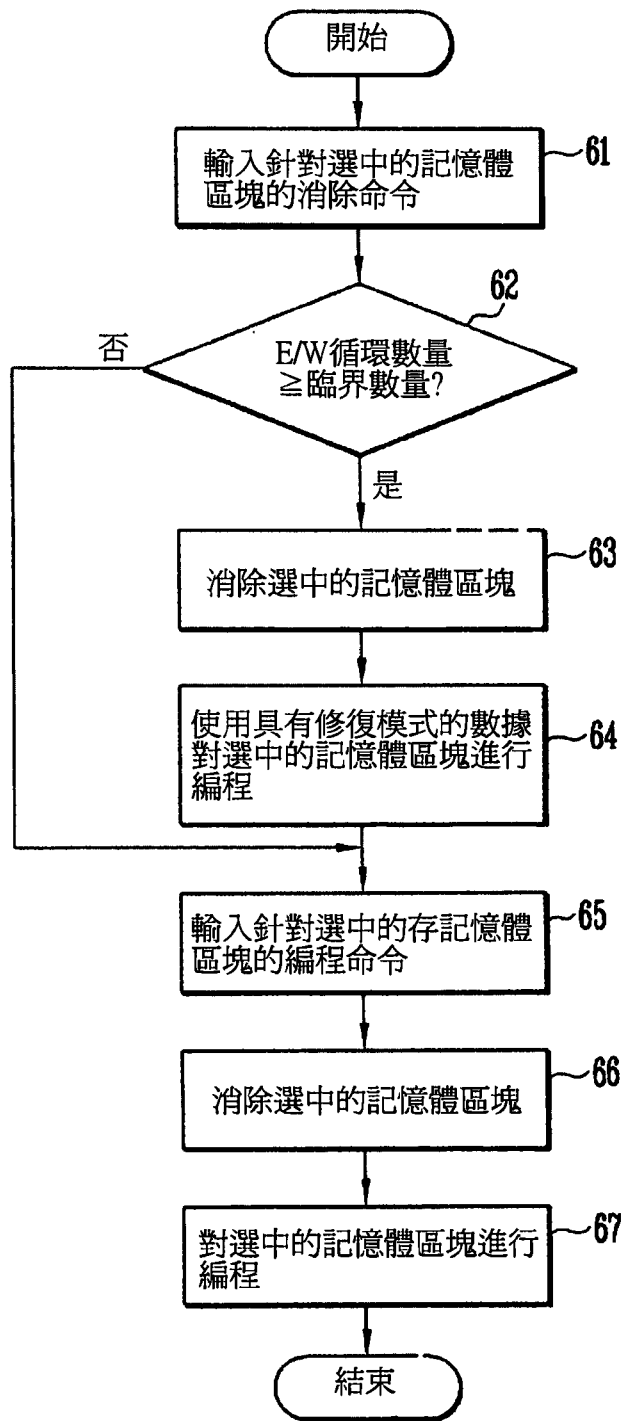 開始
輸入針對選中的記憶體
區塊的消除命令
61
62
E/W循環數量
≧臨界數量?
否
是
消除選中的記憶體區塊
63
使用具有修復模式的數據
對選中的記憶體區塊進行
編程
64
輸入針對選中的存記憶體
區塊的編程命令
65
消除選中的記憶體區塊
66
對選中的記憶體區塊進行
編程
67
結束